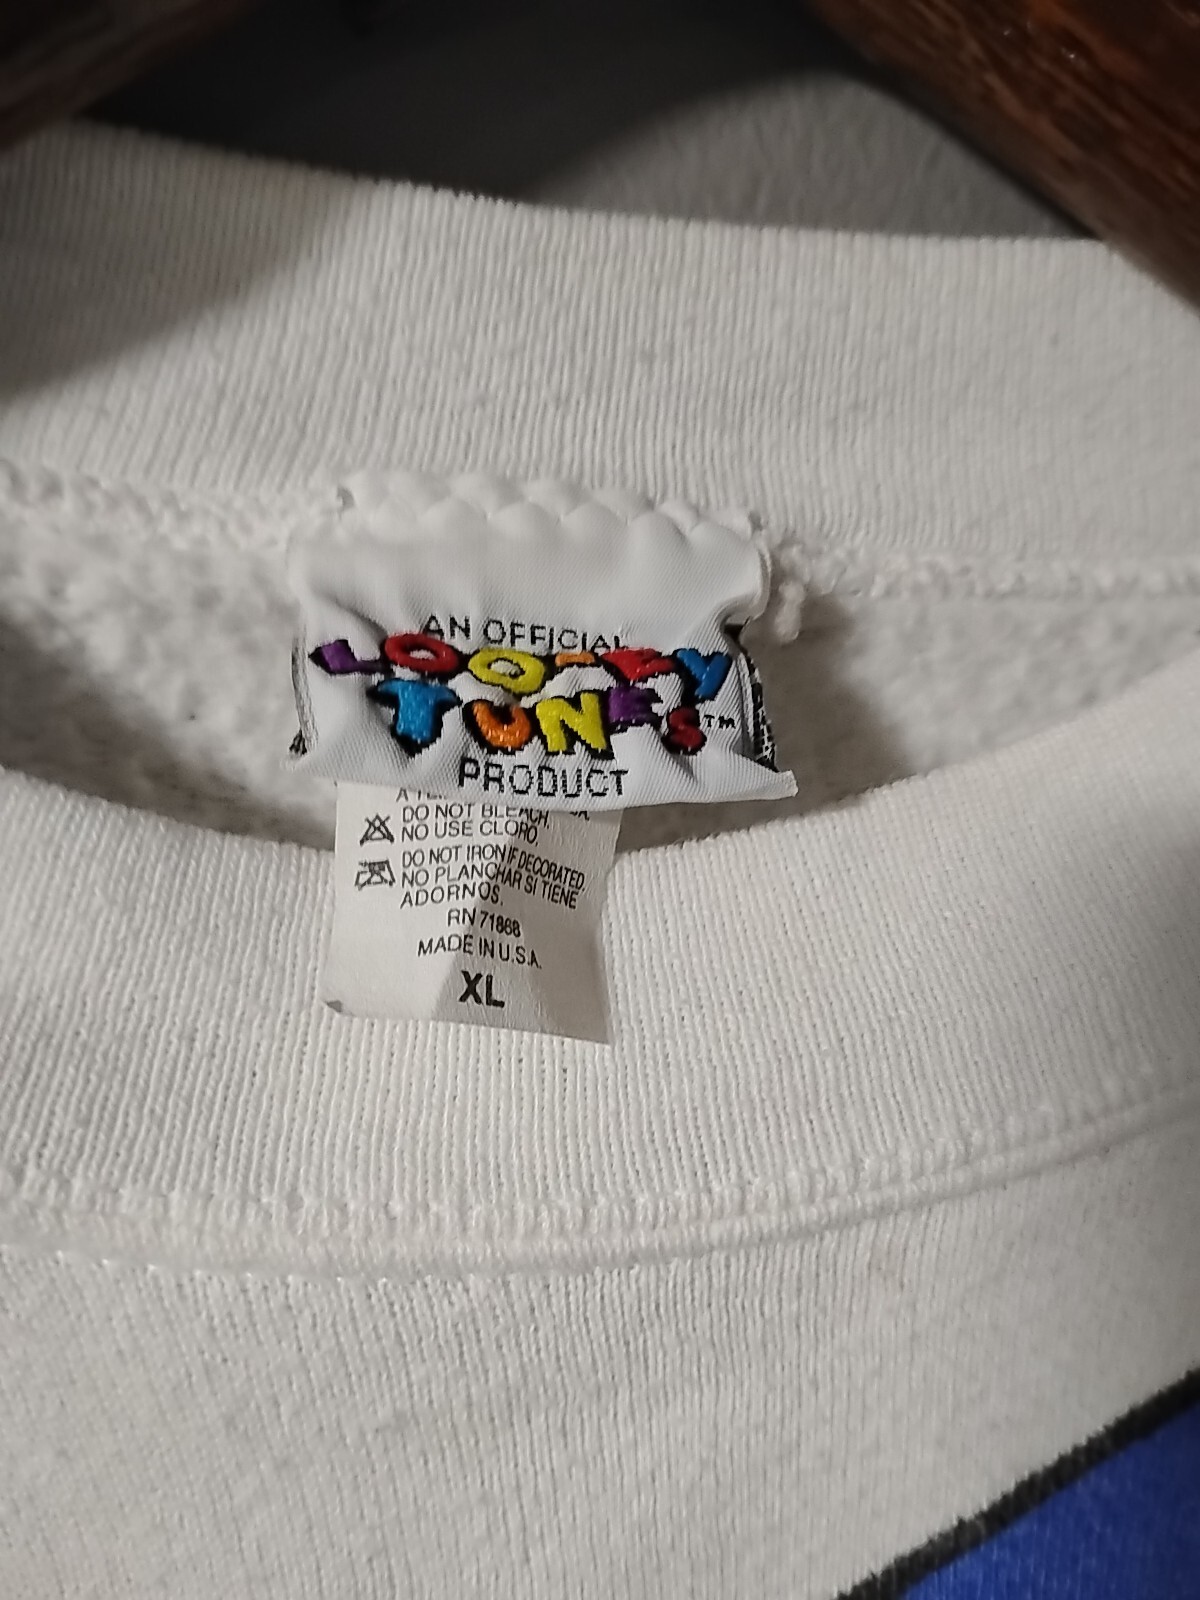 AN OFFICIAL
LOONEY
TUNES™
PRODUCT
DO NOT BLEACH.
NO USE CLORO.
DO NOT IRON IF DECORATED.
NO PLANCHAR SI TIENE
ADORNOS.
RN 71868
MADE IN U.S.A.
XL